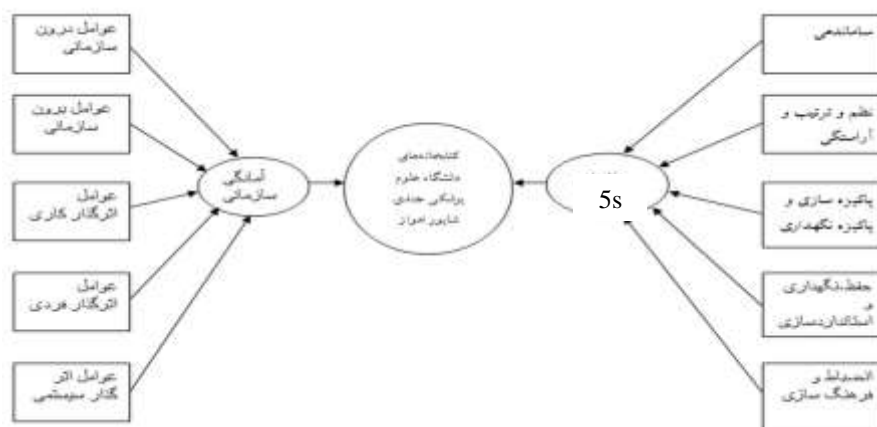 ساماندهی
نظم و ترتیب و
آراستگی
پاکیزه سازی و
پاکیزه نگهداری
حفظ،نگهداری
و
استانداردسازی
انضباط و
فرهنگ سازی
5s
کتابخانه‌های
دانشگاه علوم
پزشکی جندی
شاپور اهواز
آمادگی
سازمانی
عوامل درون
سازمانی
عوامل برون
سازمانی
عوامل
اثرگذار کاری
عوامل
اثرگذار فردی
عوامل اثر
گذار سیستمی